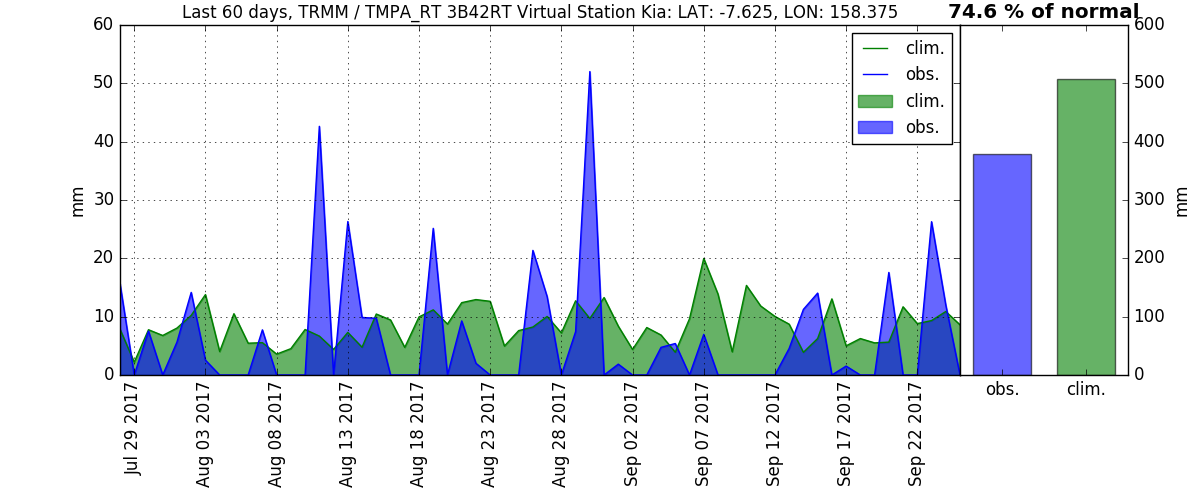 Last 60 days, TRMM / TMPA_RT 3B42RT Virtual Station Kia: LAT: -7.625, LON: 158.375
74.6 % of normal
60
50
40
30
20
10
0
mm
clim.
obs.
clim.
obs.
600
500
400
300
200
100
0
mm
obs.
clim.
Jul 29 2017
Aug 03 2017
Aug 08 2017
Aug 13 2017
Aug 18 2017
Aug 23 2017
Aug 28 2017
Sep 02 2017
Sep 07 2017
Sep 12 2017
Sep 17 2017
Sep 22 2017